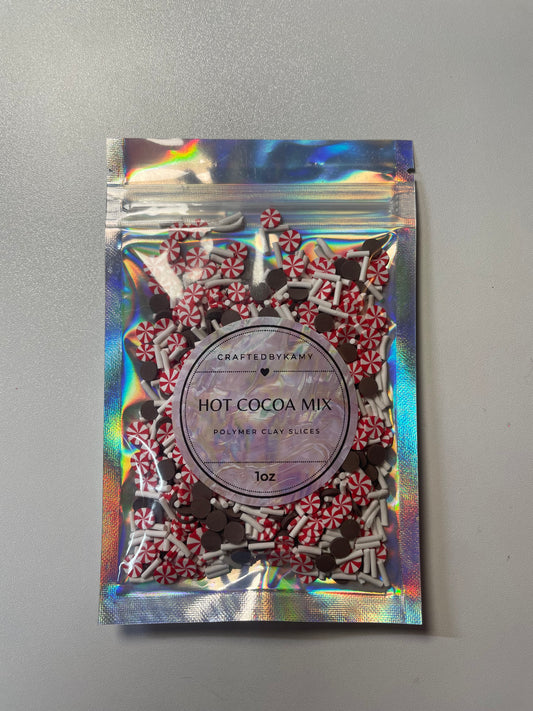 CRAFTEDBYKAMY
HOT COCOA MIX
POLYMER CLAY SLICES
1oz